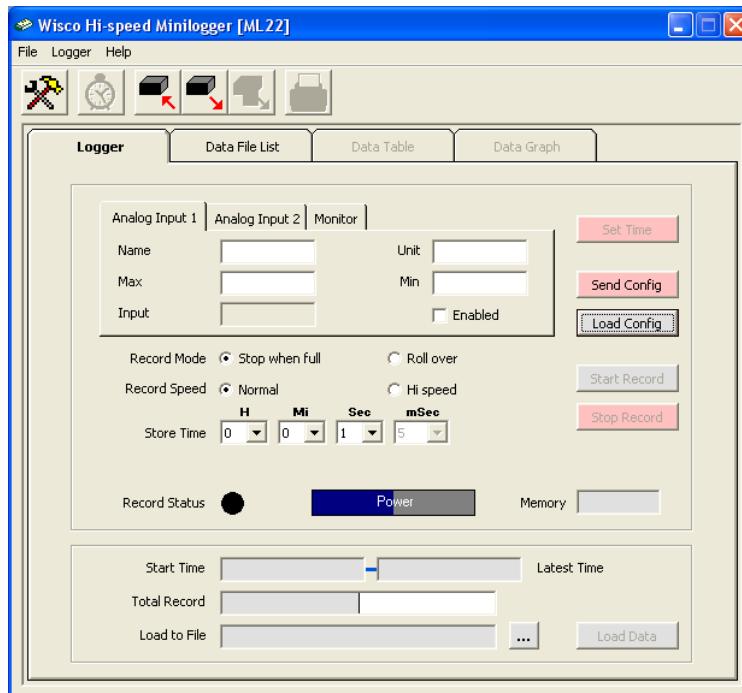 Wisco Hi-speed Minilogger [ML22]
File Logger Help
Logger Data File List Data Table Data Graph
Analog Input 1 Analog Input 2 Monitor
Set Time
Name Unit
Max Min
Send Config
Input Enabled
Load Config
Record Mode Stop when full Roll over
Start Record
Record Speed Normal Hi speed
H Mi Sec mSec
Stop Record
Store Time 0 0 1 5
Record Status Power Memory
Start Time Latest Time
Total Record
Load to File ... Load Data